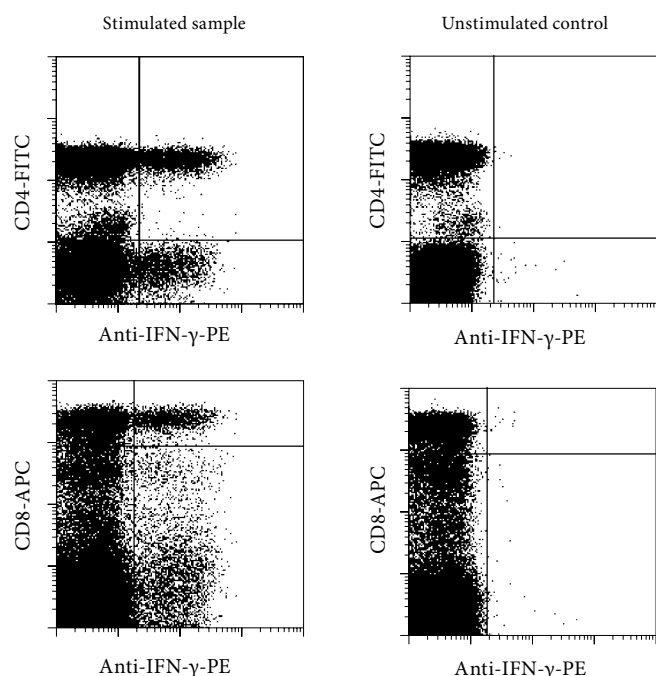 Stimulated sample
Unstimulated control
CD4-FITC
Anti-IFN-γ-PE
CD4-FITC
Anti-IFN-γ-PE
CD8-APC
Anti-IFN-γ-PE
CD8-APC
Anti-IFN-γ-PE